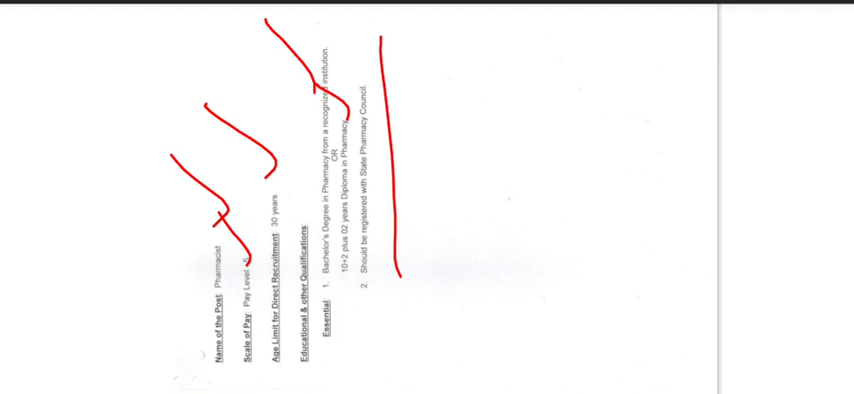 Name of the Post: Pharmacist
Scale of Pay: Pay Level -5
Age Limit for Direct Recruitment: 30 years
Educational & other Qualifications:
Essential: 1. Bachelor's Degree in Pharmacy from a recognized institution.
OR
10+2 plus 02 years Diploma in Pharmacy.
2. Should be registered with State Pharmacy Council.